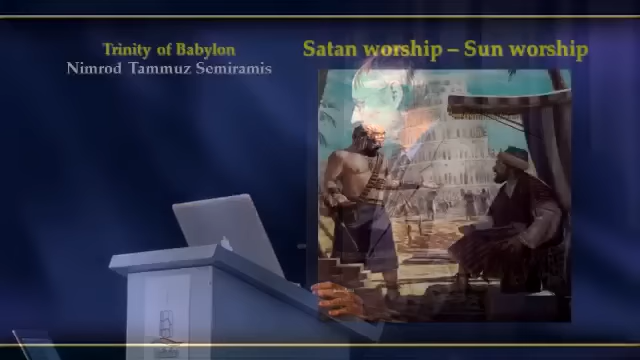 Trinity of Babylon
Nimrod Tammuz Semiramis
Satan worship – Sun worship